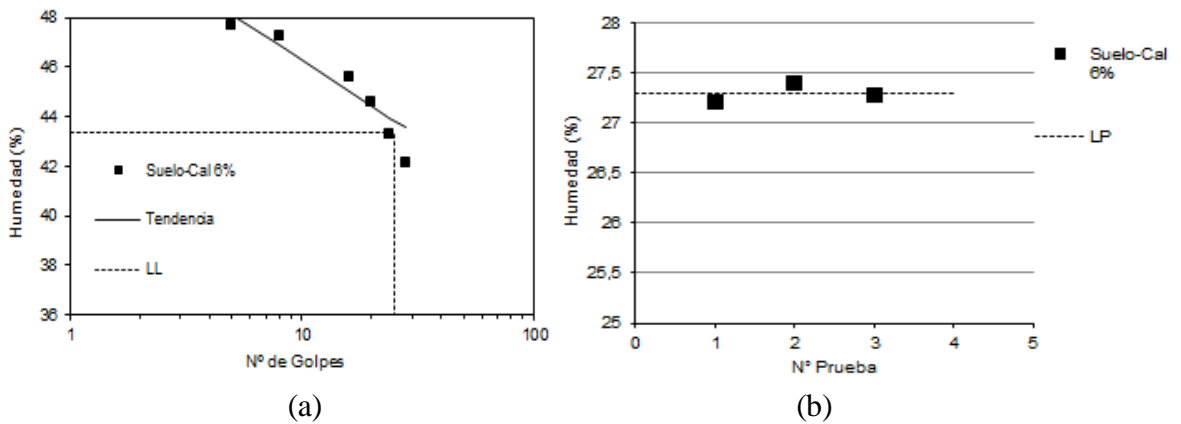 48
46
44
42
40
38
36
Humedad (%)
Suelo-Cal 6%
Tendencia
LL
1
10
100
Nº de Golpes
(a)
28
27,5
27
26,5
26
25,5
25
Humedad (%)
0
1
2
3
4
5
N° Prueba
Suelo-Cal
6%
LP
(b)